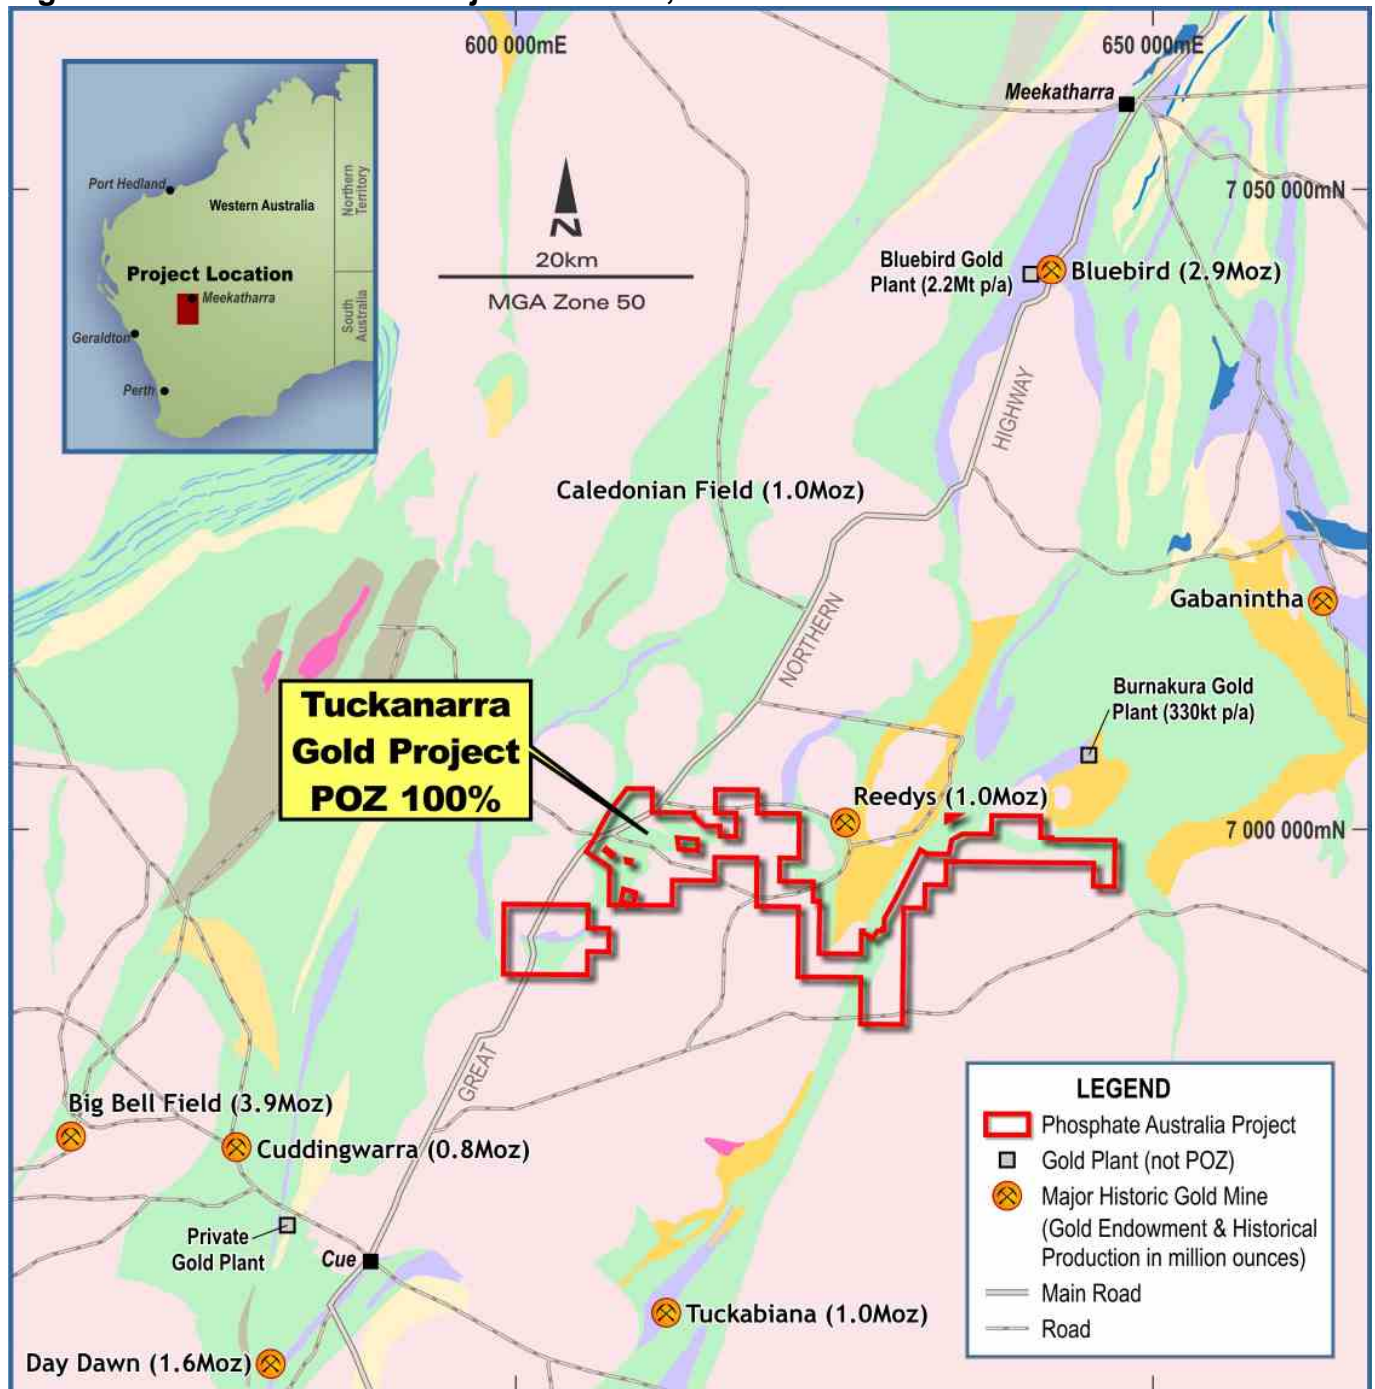 600 000mE
650 000mE
Meekatharra
7 050 000mN
Port Hedland
Western Australia
Northern
Territory
Project Location
Meekatharra
South
Australia
Geraldton
Perth
N
20km
MGA Zone 50
Bluebird Gold
Plant (2.2Mt p/a)
Bluebird (2.9Moz)
HIGHWAY
Caledonian Field (1.0Moz)
NORTHERN
Gabanintha
Tuckanarra
Gold Project
POZ 100%
Burnakura Gold
Plant (330kt p/a)
Reedys (1.0Moz)
7 000 000mN
GREAT
Big Bell Field (3.9Moz)
Cuddingwarra (0.8Moz)
Private
Gold Plant
Cue
Tuckabiana (1.0Moz)
Day Dawn (1.6Moz)
LEGEND
Phosphate Australia Project
Gold Plant (not POZ)
Major Historic Gold Mine
(Gold Endowment & Historical
Production in million ounces)
Main Road
Road